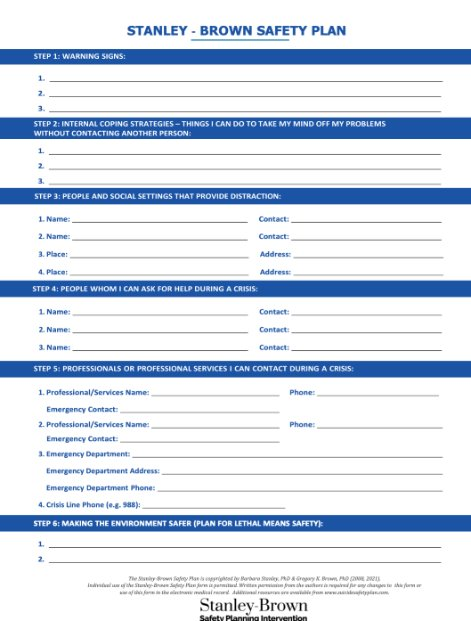 STANLEY - BROWN SAFETY PLAN
STEP 1: WARNING SIGNS:
1.
2.
3.
STEP 2: INTERNAL COPING STRATEGIES – THINGS I CAN DO TO TAKE MY MIND OFF MY PROBLEMS
WITHOUT CONTACTING ANOTHER PERSON:
1.
2.
3.
STEP 3: PEOPLE AND SOCIAL SETTINGS THAT PROVIDE DISTRACTION:
1. Name: Contact:
2. Name: Contact:
3. Place: Address:
4. Place: Address:
STEP 4: PEOPLE WHOM I CAN ASK FOR HELP DURING A CRISIS:
1. Name: Contact:
2. Name: Contact:
3. Name: Contact:
STEP 5: PROFESSIONALS OR PROFESSIONAL SERVICES I CAN CONTACT DURING A CRISIS:
1. Professional/Services Name: Phone:
Emergency Contact:
2. Professional/Services Name: Phone:
Emergency Contact:
3. Emergency Department:
Emergency Department Address:
Emergency Department Phone:
4. Crisis Line Phone (e.g. 988):
STEP 6: MAKING THE ENVIRONMENT SAFER (PLAN FOR LETHAL MEANS SAFETY):
1.
2.
The Stanley-Brown Safety Plan is copyrighted by Barbara Stanley, PhD & Gregory K. Brown, PhD (2008, 2021).
Individual use of the Stanley-Brown Safety Plan form is permitted. Written permission from the authors is required for any changes to this form or
use of this form in the electronic medical record. Additional resources are available from www.suicidesafetyplan.com.
Stanley-Brown
Safety Planning Intervention